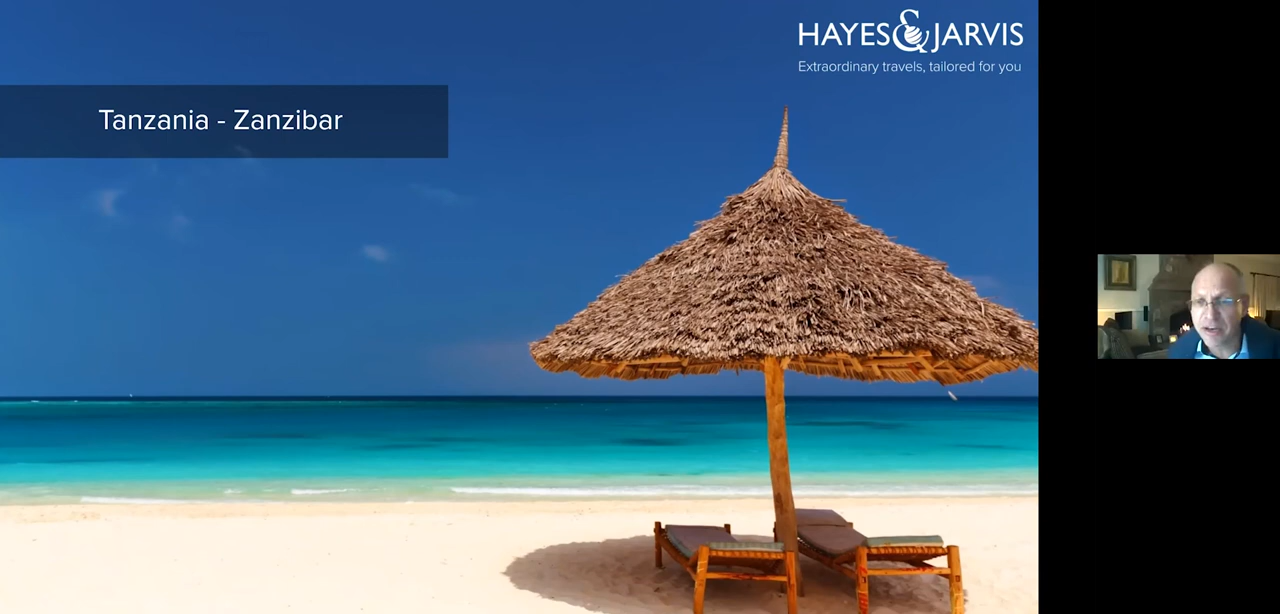 HAYES & JARVIS
Extraordinary travels, tailored for you
Tanzania - Zanzibar